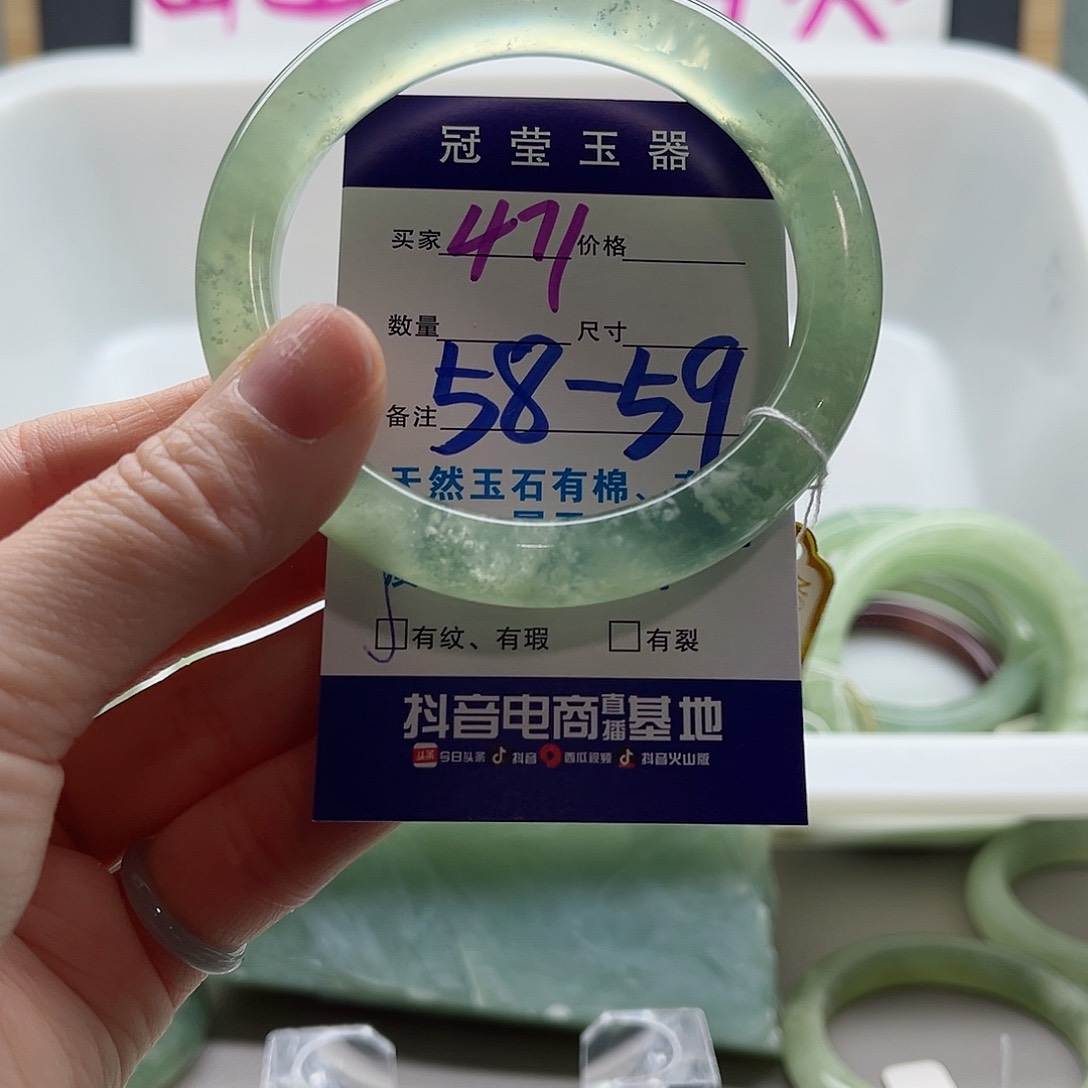 冠莹玉器
买家 471 价格
数量 尺寸
备注 58-59
天然玉石有棉、
有纹、有瑕 有裂
抖音电商直播基地
头条 今日头条 抖音 西瓜视频 抖音火山版